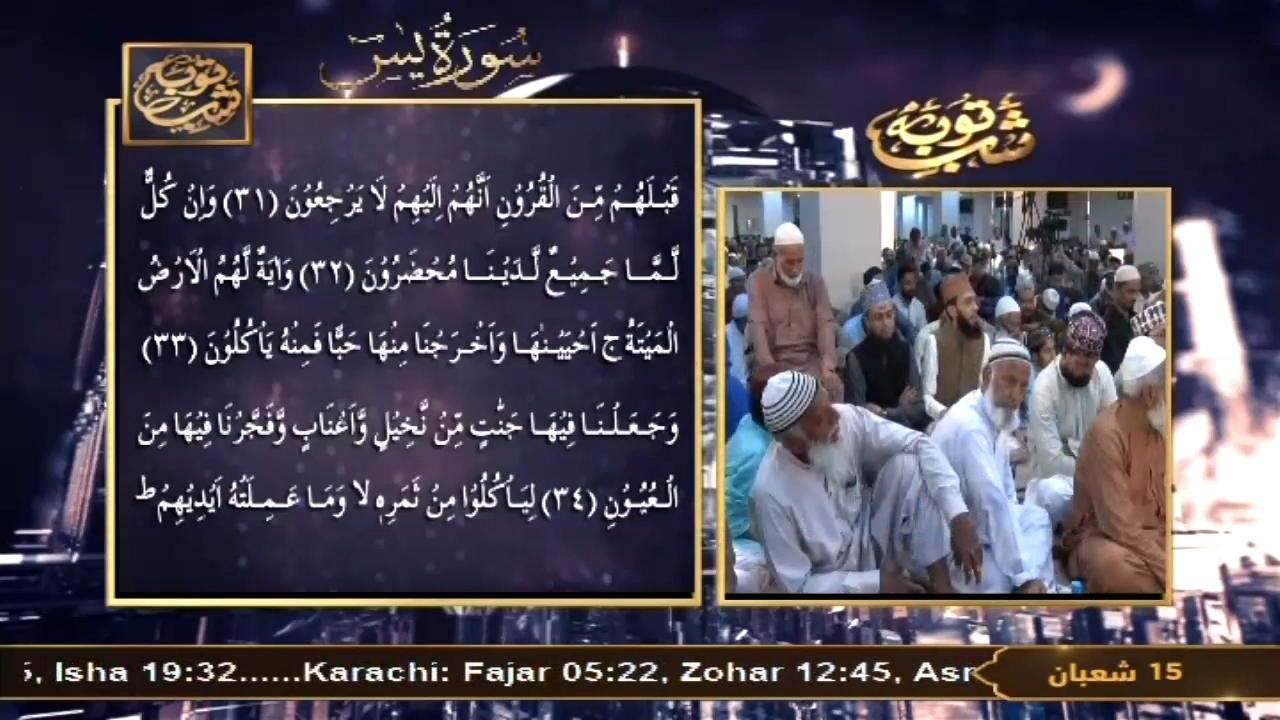 سورۃ یٰسٓ
شب توبہ
شب توبہ
قَبْلَهُمْ مِّنَ الْقُرُوْنِ اَنَّهُمْ اِلَيْهِمْ لَا يَرْجِعُوْنَ (٣١) وَاِنْ كُلٌّ
لَّمَّا جَمِيْعٌ لَّدَيْنَا مُحْضَرُوْنَ (٣٢) وَاٰيَةٌ لَّهُمُ الْاَرْضُ
الْمَيْتَةُ ج اَحْيَيْنٰهَا وَاَخْرَجْنَا مِنْهَا حَبًّا فَمِنْهُ يَاْكُلُوْنَ (٣٣)
وَجَعَلْنَا فِيْهَا جَنّٰتٍ مِّنْ نَّخِيْلٍ وَّاَعْنَابٍ وَّفَجَّرْنَا فِيْهَا مِنَ
الْعُيُوْنِ (٣٤) لِيَاْكُلُوْا مِنْ ثَمَرِهٖ لا وَمَا عَمِلَتْهُ اَيْدِيْهِمْ ط
, Isha 19:32......Karachi: Fajar 05:22, Zohar 12:45, Asr
15 شعبان